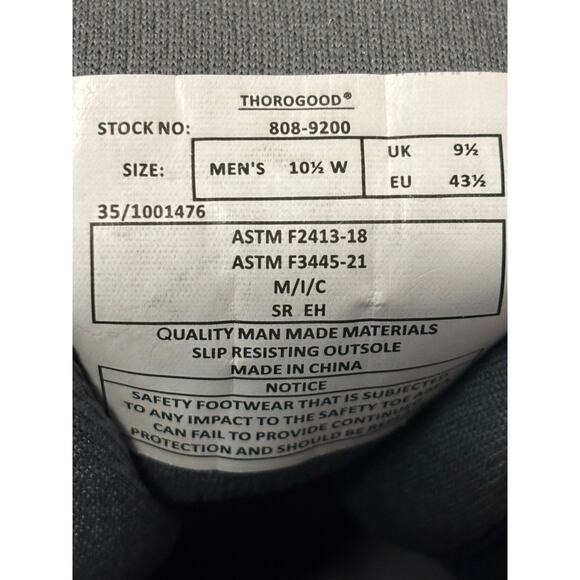 THOROGOOD®
STOCK NO: 808-9200
SIZE: MEN'S 10½ W UK 9½
EU 43½
35/1001476
ASTM F2413-18
ASTM F3445-21
M/I/C
SR EH
QUALITY MAN MADE MATERIALS
SLIP RESISTING OUTSOLE
MADE IN CHINA
NOTICE
SAFETY FOOTWEAR THAT IS SUBJECTED
TO ANY IMPACT TO THE SAFETY TOE
CAN FAIL TO PROVIDE
PROTECTION AND SHOULD BE